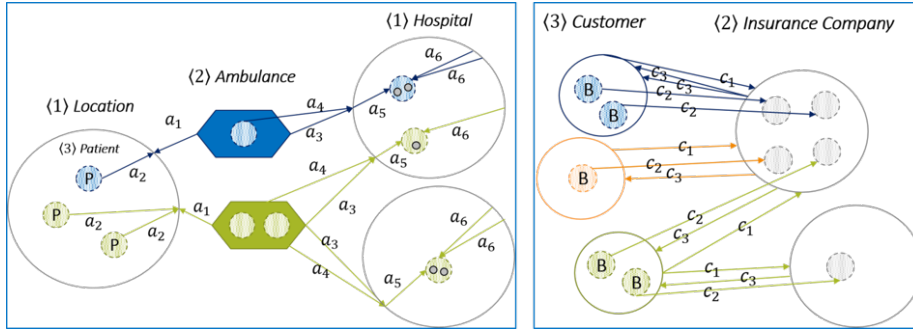 ⟨1⟩ Hospital
a₆
a₆
⟨2⟩ Ambulance
a₄
a₅
⟨1⟩ Location
a₁
a₃
a₆
⟨3⟩ Patient
a₂
a₅
P
a₄
P
a₂
a₁
a₃
a₆
P
a₂
a₃
a₆
a₄
a₅
⟨3⟩ Customer
⟨2⟩ Insurance Company
c₃
c₁
c₃
B
c₂
B
c₂
c₁
c₂
B
c₃
c₂
c₃
c₁
B
c₁
B
c₃
c₂